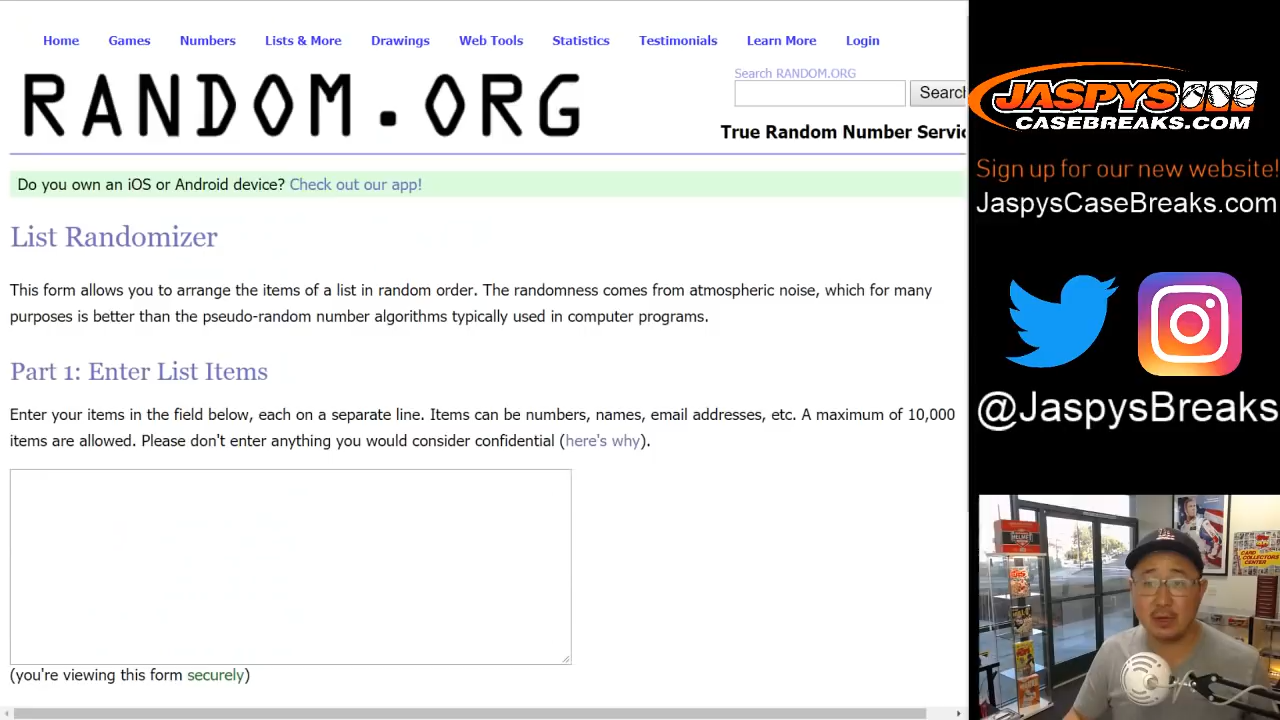 Home Games Numbers Lists & More Drawings Web Tools Statistics Testimonials Learn More Login
RANDOM.ORG
Search RANDOM.ORG
Search
True Random Number Servic
Do you own an iOS or Android device? Check out our app!
List Randomizer
This form allows you to arrange the items of a list in random order. The randomness comes from atmospheric noise, which for many
purposes is better than the pseudo-random number algorithms typically used in computer programs.
Part 1: Enter List Items
Enter your items in the field below, each on a separate line. Items can be numbers, names, email addresses, etc. A maximum of 10,000
items are allowed. Please don't enter anything you would consider confidential (here's why).
(you're viewing this form securely)
JASPYS
CASEBREAKS.COM
Sign up for our new website!
JaspysCaseBreaks.com
@JaspysBreaks
HELMET
CARD
COLLECTORS
CENTER